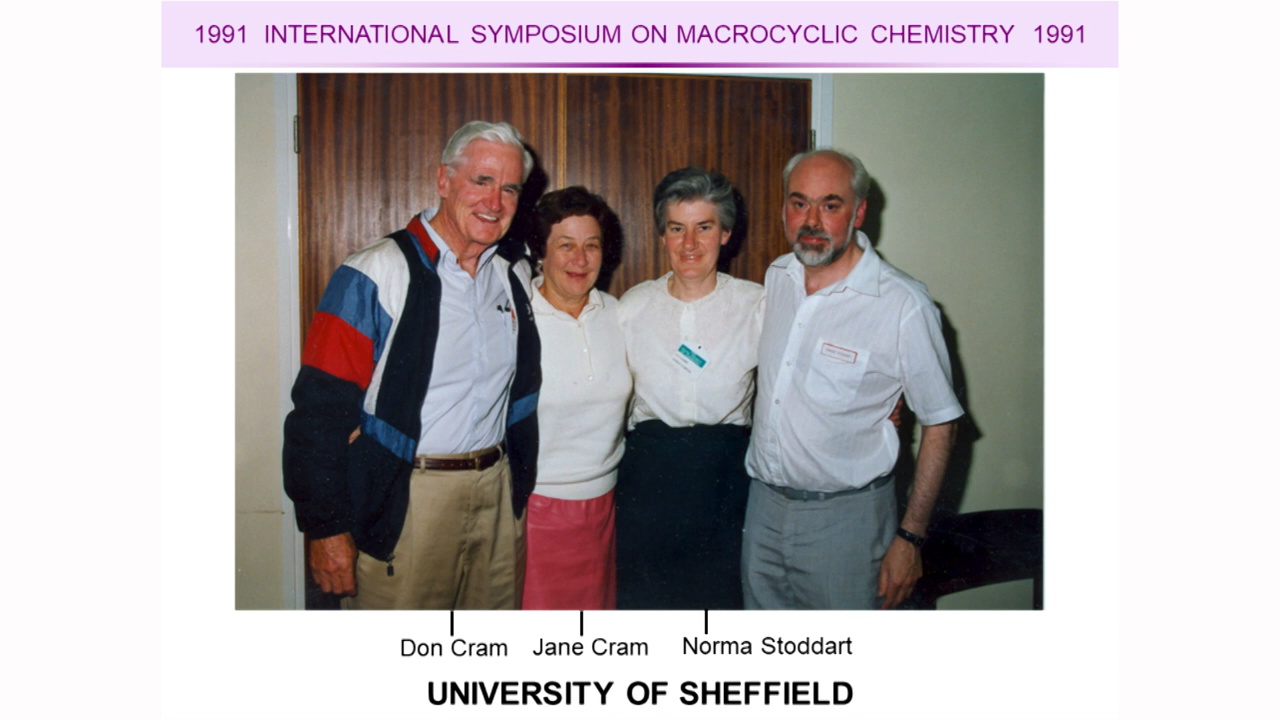 1991 INTERNATIONAL SYMPOSIUM ON MACROCYCLIC CHEMISTRY 1991
Don Cram Jane Cram Norma Stoddart
UNIVERSITY OF SHEFFIELD